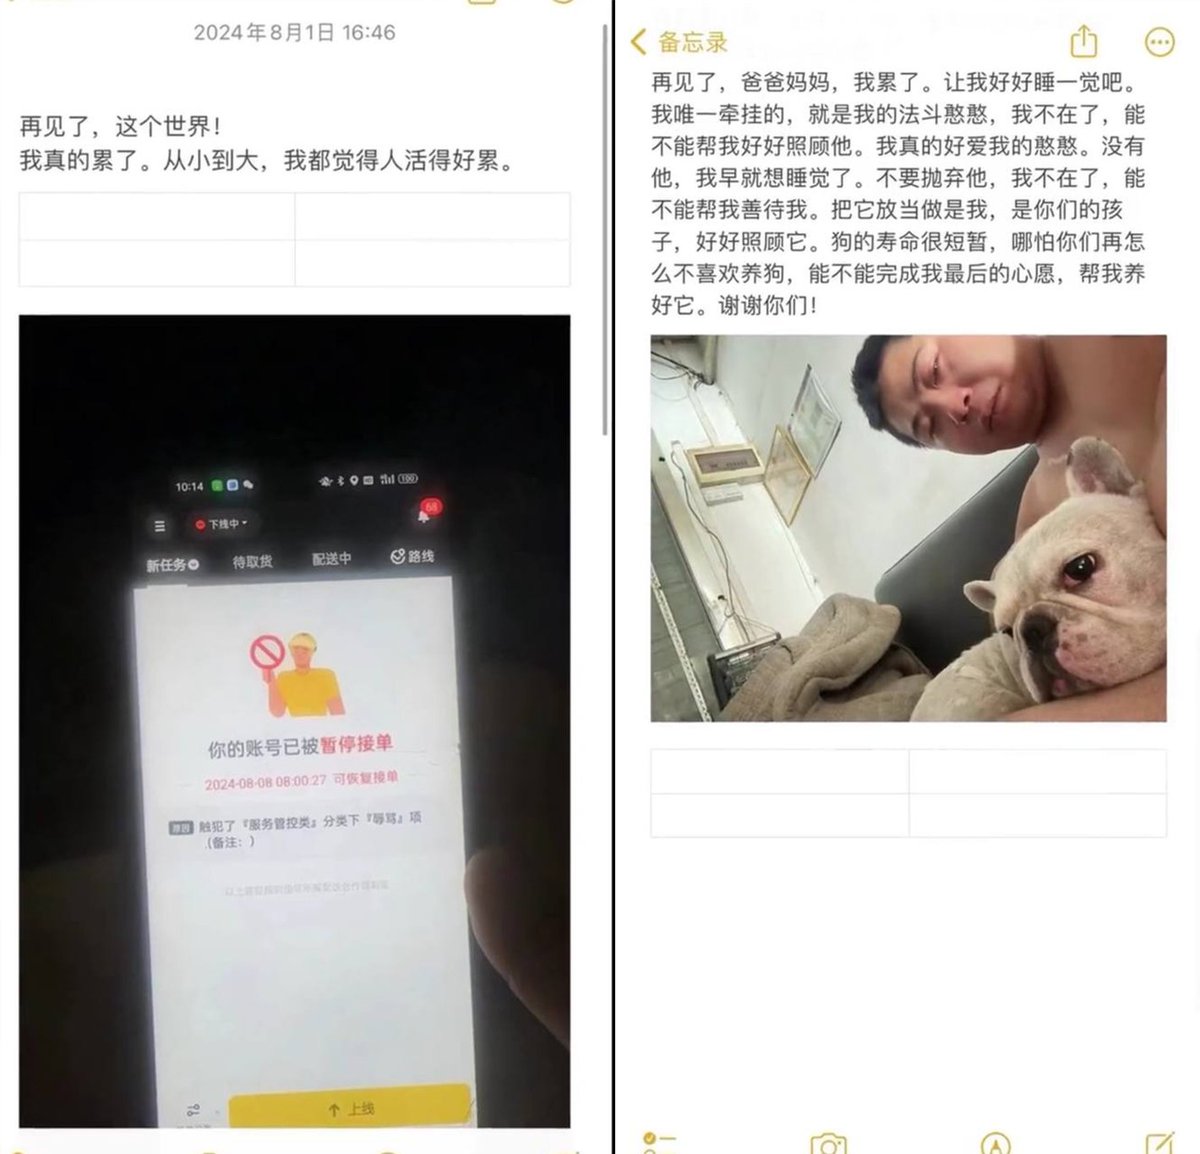 2024年8月1日 16:46
再见了，这个世界！
我真的累了。从小到大，我都觉得人活得好累。
10:14
100
下线中
68
新任务
待取货
配送中
路线
你的账号已被暂停接单
2024-08-08 08:00:27 可恢复接单
原因 触犯了『服务管控类』分类下『辱骂』项
(备注：)
上线
备忘录
再见了，爸爸妈妈，我累了。让我好好睡一觉吧。
我唯一牵挂的，就是我的法斗憨憨，我不在了，能
不能帮我好好照顾他。我真的好爱我的憨憨。没有
他，我早就想睡觉了。不要抛弃他，我不在了，能
不能帮我善待我。把它放当做是我，是你们的孩
子，好好照顾它。狗的寿命很短暂，哪怕你们再怎
么不喜欢养狗，能不能完成我最后的心愿，帮我养
好它。谢谢你们！